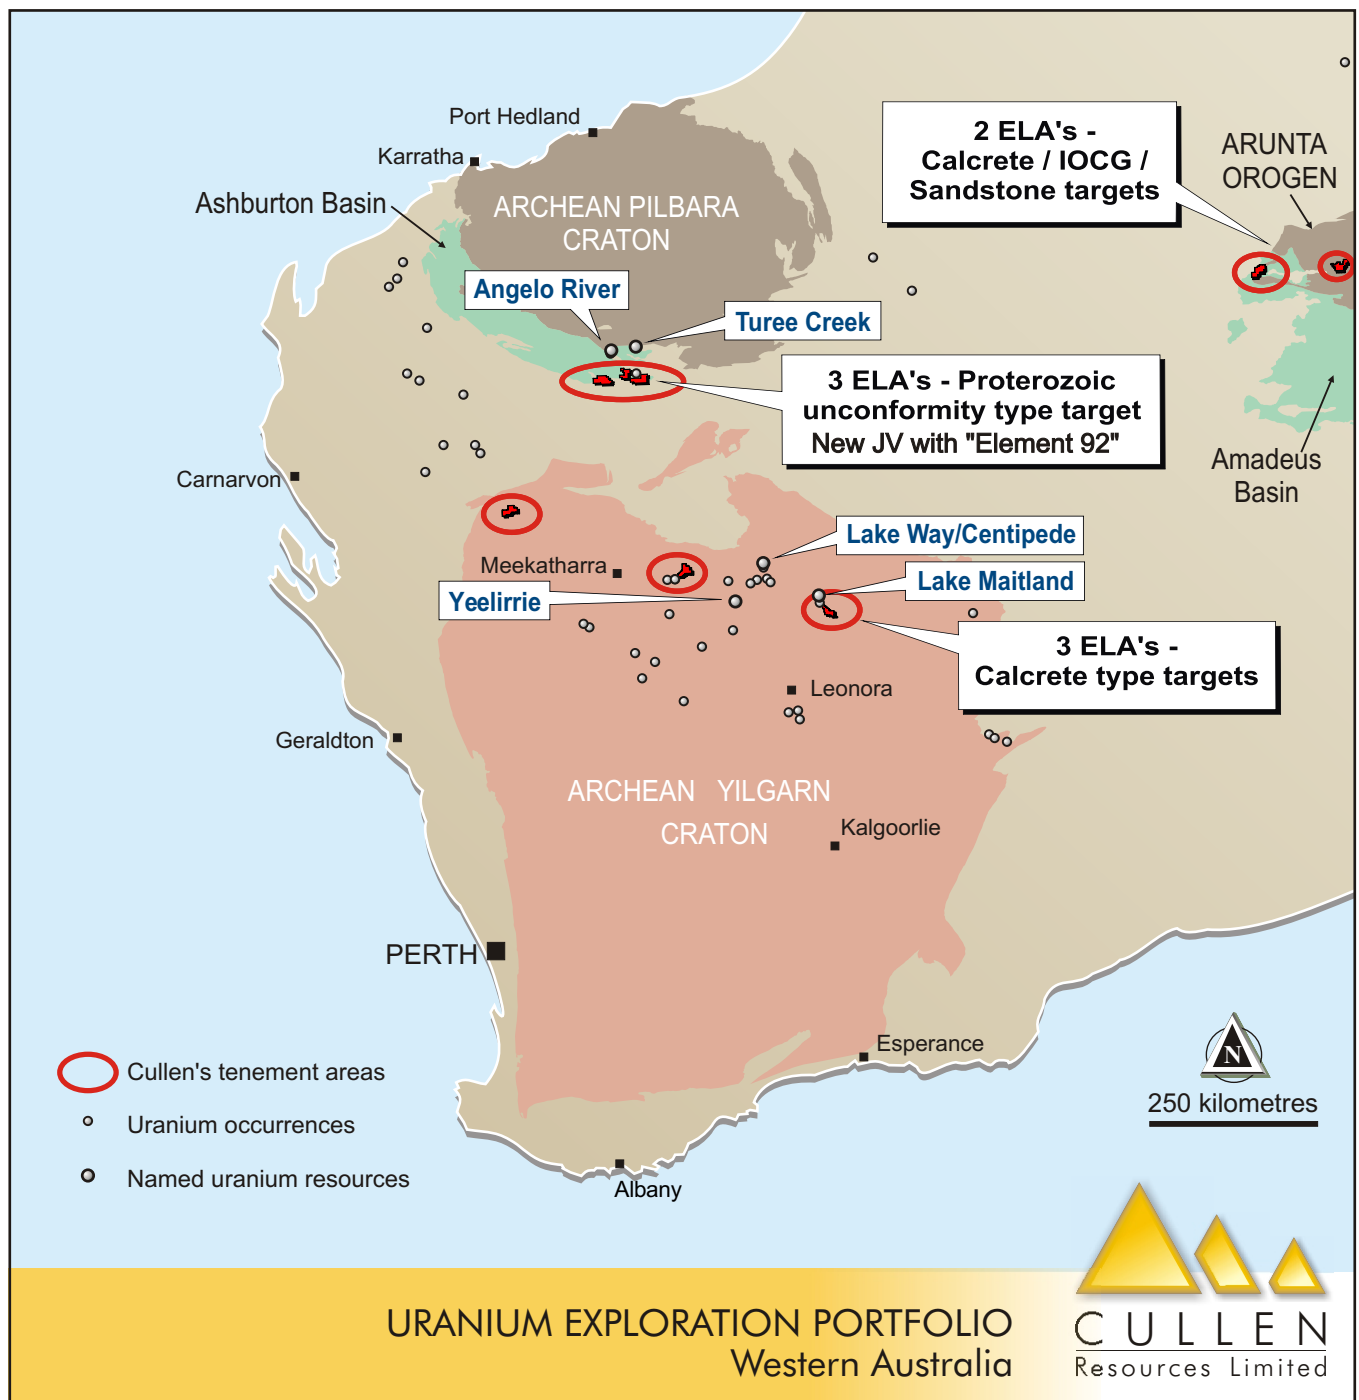 Port Hedland
Karratha
Ashburton Basin
ARCHEAN PILBARA
CRATON
2 ELA's -
Calcrete / IOCG /
Sandstone targets
ARUNTA
OROGEN
Angelo River
Turee Creek
3 ELA's - Proterozoic
unconformity type target
New JV with "Element 92"
Amadeus
Basin
Carnarvon
Lake Way/Centipede
Meekatharra
Lake Maitland
Yeelirrie
3 ELA's -
Calcrete type targets
Leonora
Geraldton
ARCHEAN YILGARN
CRATON
Kalgoorlie
PERTH
Esperance
N
250 kilometres
Cullen's tenement areas
Uranium occurrences
Named uranium resources
Albany
URANIUM EXPLORATION PORTFOLIO
Western Australia
CULLEN
Resources Limited